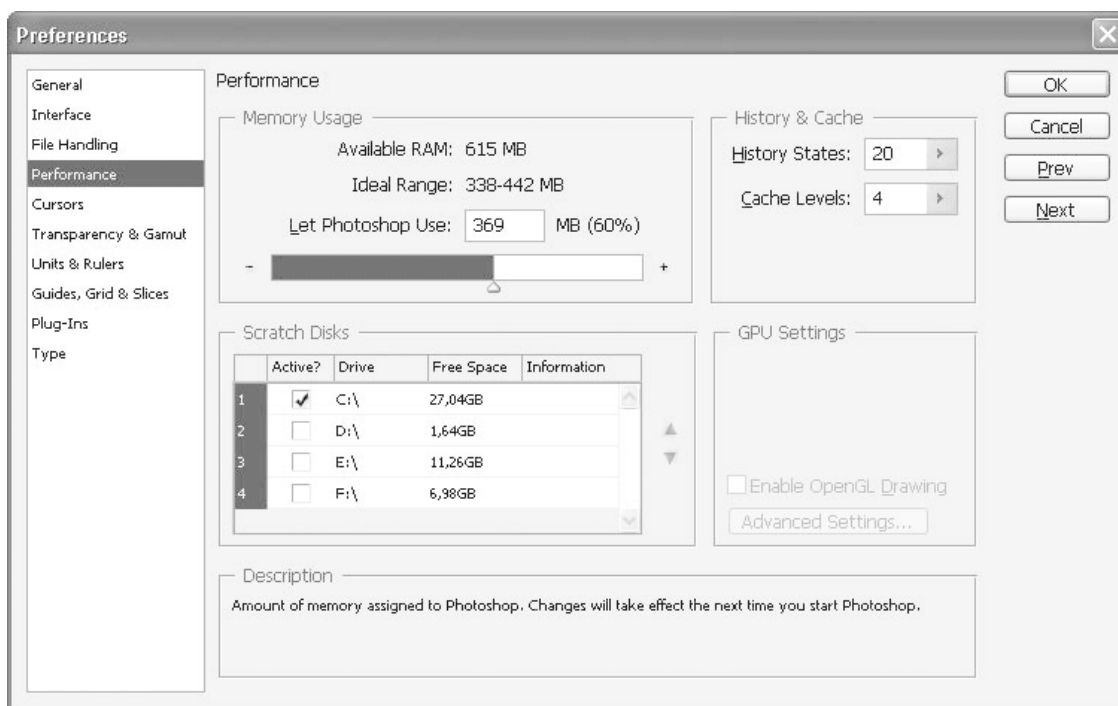 Preferences
General
Interface
File Handling
Performance
Cursors
Transparency & Gamut
Units & Rulers
Guides, Grid & Slices
Plug-Ins
Type
Performance
Memory Usage
Available RAM: 615 MB
Ideal Range: 338-442 MB
Let Photoshop Use: 369 MB (60%)
- +
History & Cache
History States: 20
Cache Levels: 4
OK
Cancel
Prev
Next
Scratch Disks
Active? Drive Free Space Information
1 C:\ 27,04GB
2 D:\ 1,64GB
3 E:\ 11,26GB
4 F:\ 6,98GB
GPU Settings
Enable OpenGL Drawing
Advanced Settings...
Description
Amount of memory assigned to Photoshop. Changes will take effect the next time you start Photoshop.